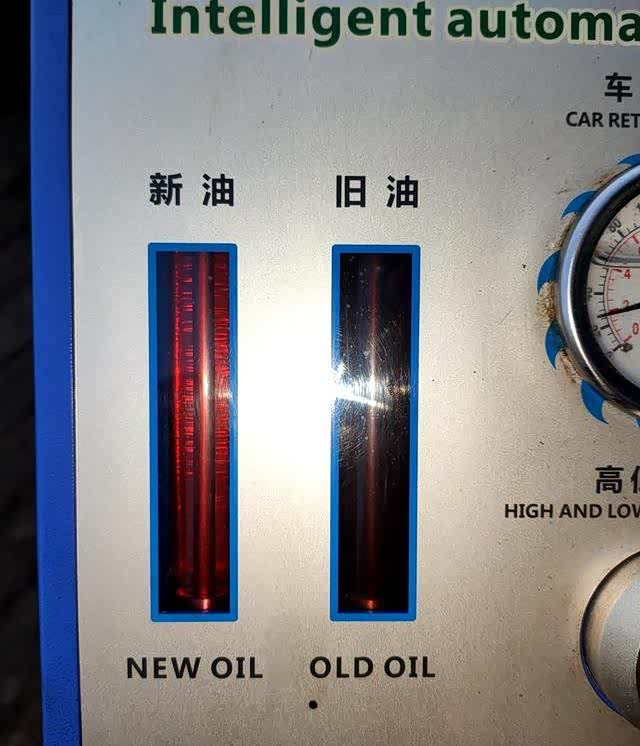 Intelligent automa
车
CAR RET
新油
旧油
高
HIGH AND LOW
NEW OIL
OLD OIL